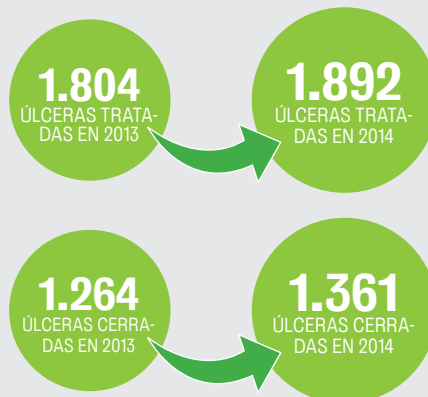 1.804
ÚLCERAS TRATA-
DAS EN 2013
1.892
ÚLCERAS TRATA-
DAS EN 2014
1.264
ÚLCERAS CERRA-
DAS EN 2013
1.361
ÚLCERAS CERRA-
DAS EN 2014